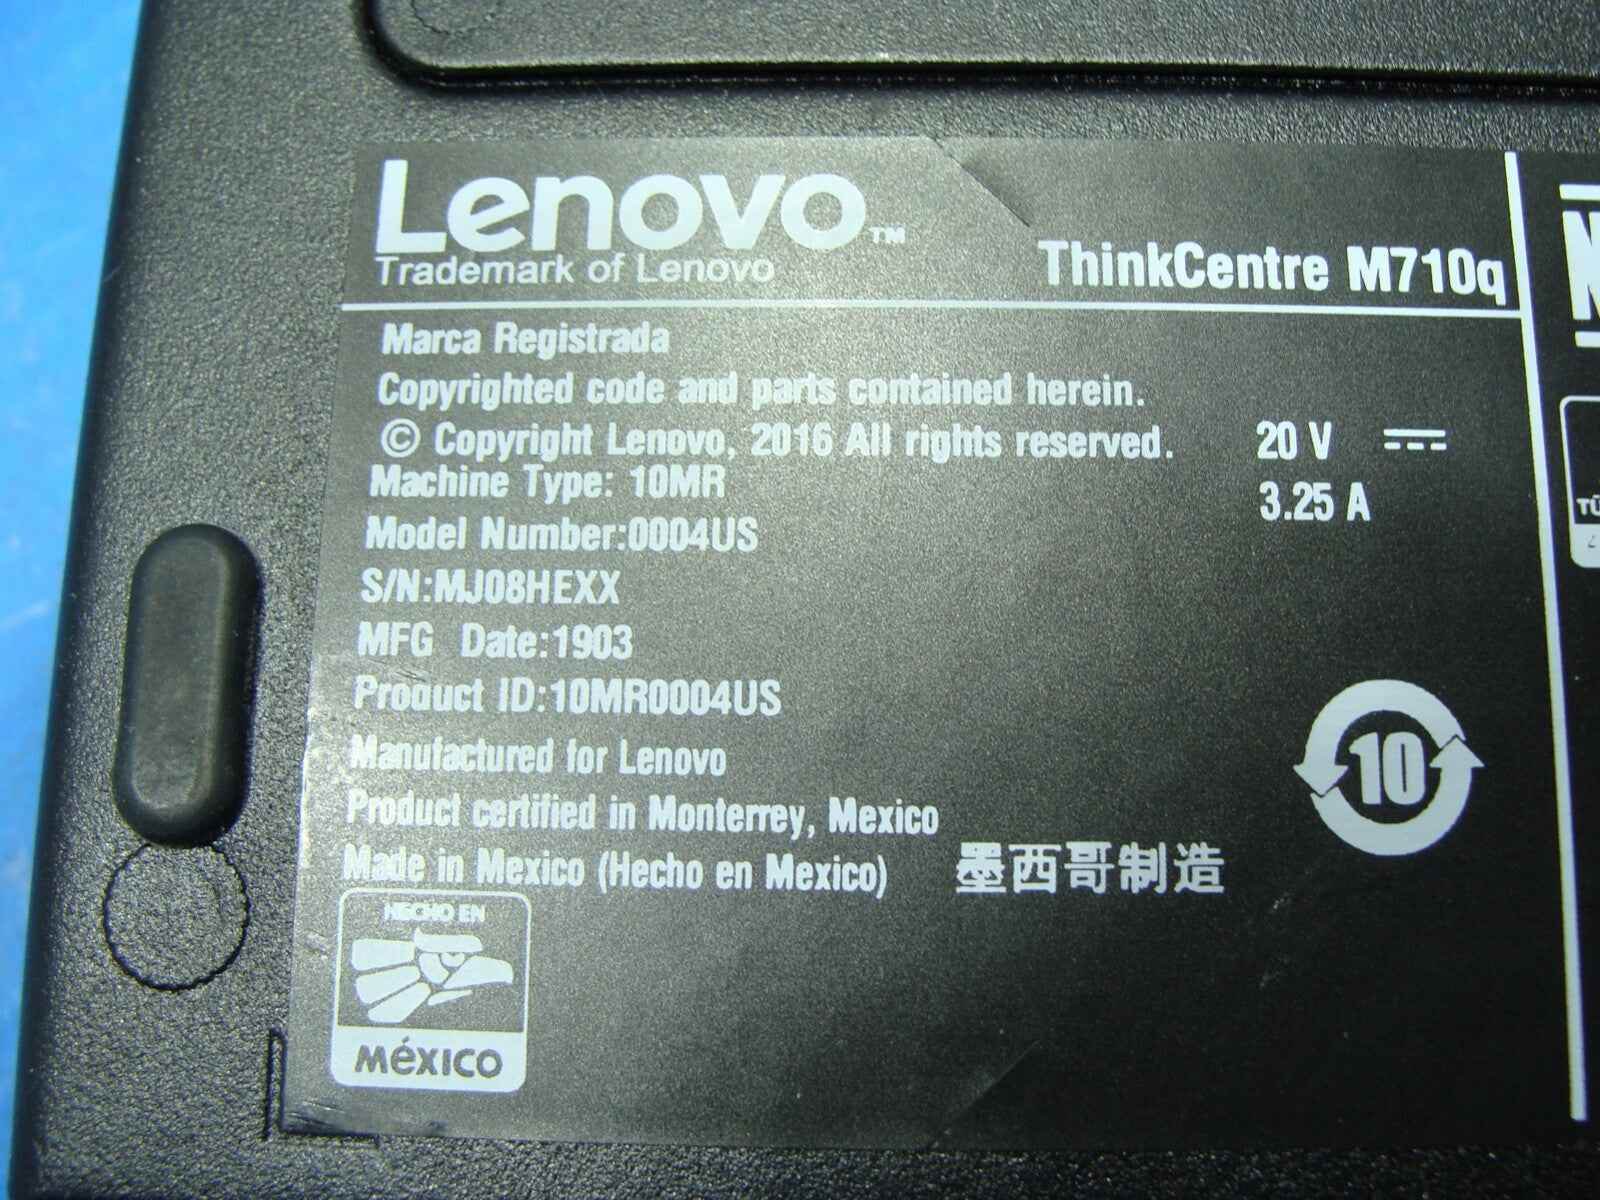 Lenovo™
Trademark of Lenovo
ThinkCentre M710q
Marca Registrada
Copyrighted code and parts contained herein.
© Copyright Lenovo, 2016 All rights reserved.
20 V ⎓
Machine Type: 10MR
3.25 A
Model Number:0004US
S/N:MJ08HEXX
MFG Date:1903
Product ID:10MR0004US
Manufactured for Lenovo
10
Product certified in Monterrey, Mexico
Made in Mexico (Hecho en Mexico) 墨西哥制造
HECHO EN
MÉXICO